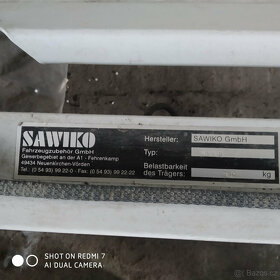 SAWIKO
Fahrzeugzubehör GmbH
Gewerbegebiet an der A1 - Fehrenkamp
49434 Neuenkirchen-Vörden
Tel. (0 54 93) 99 22-0 · Fax (0 54 93) 99 22 22
Hersteller: SAWIKO GmbH
Typ:
Belastbarkeit
des Trägers: kg
SHOT ON REDMI 7
AI DUAL CAMERA
Bazoš.cz